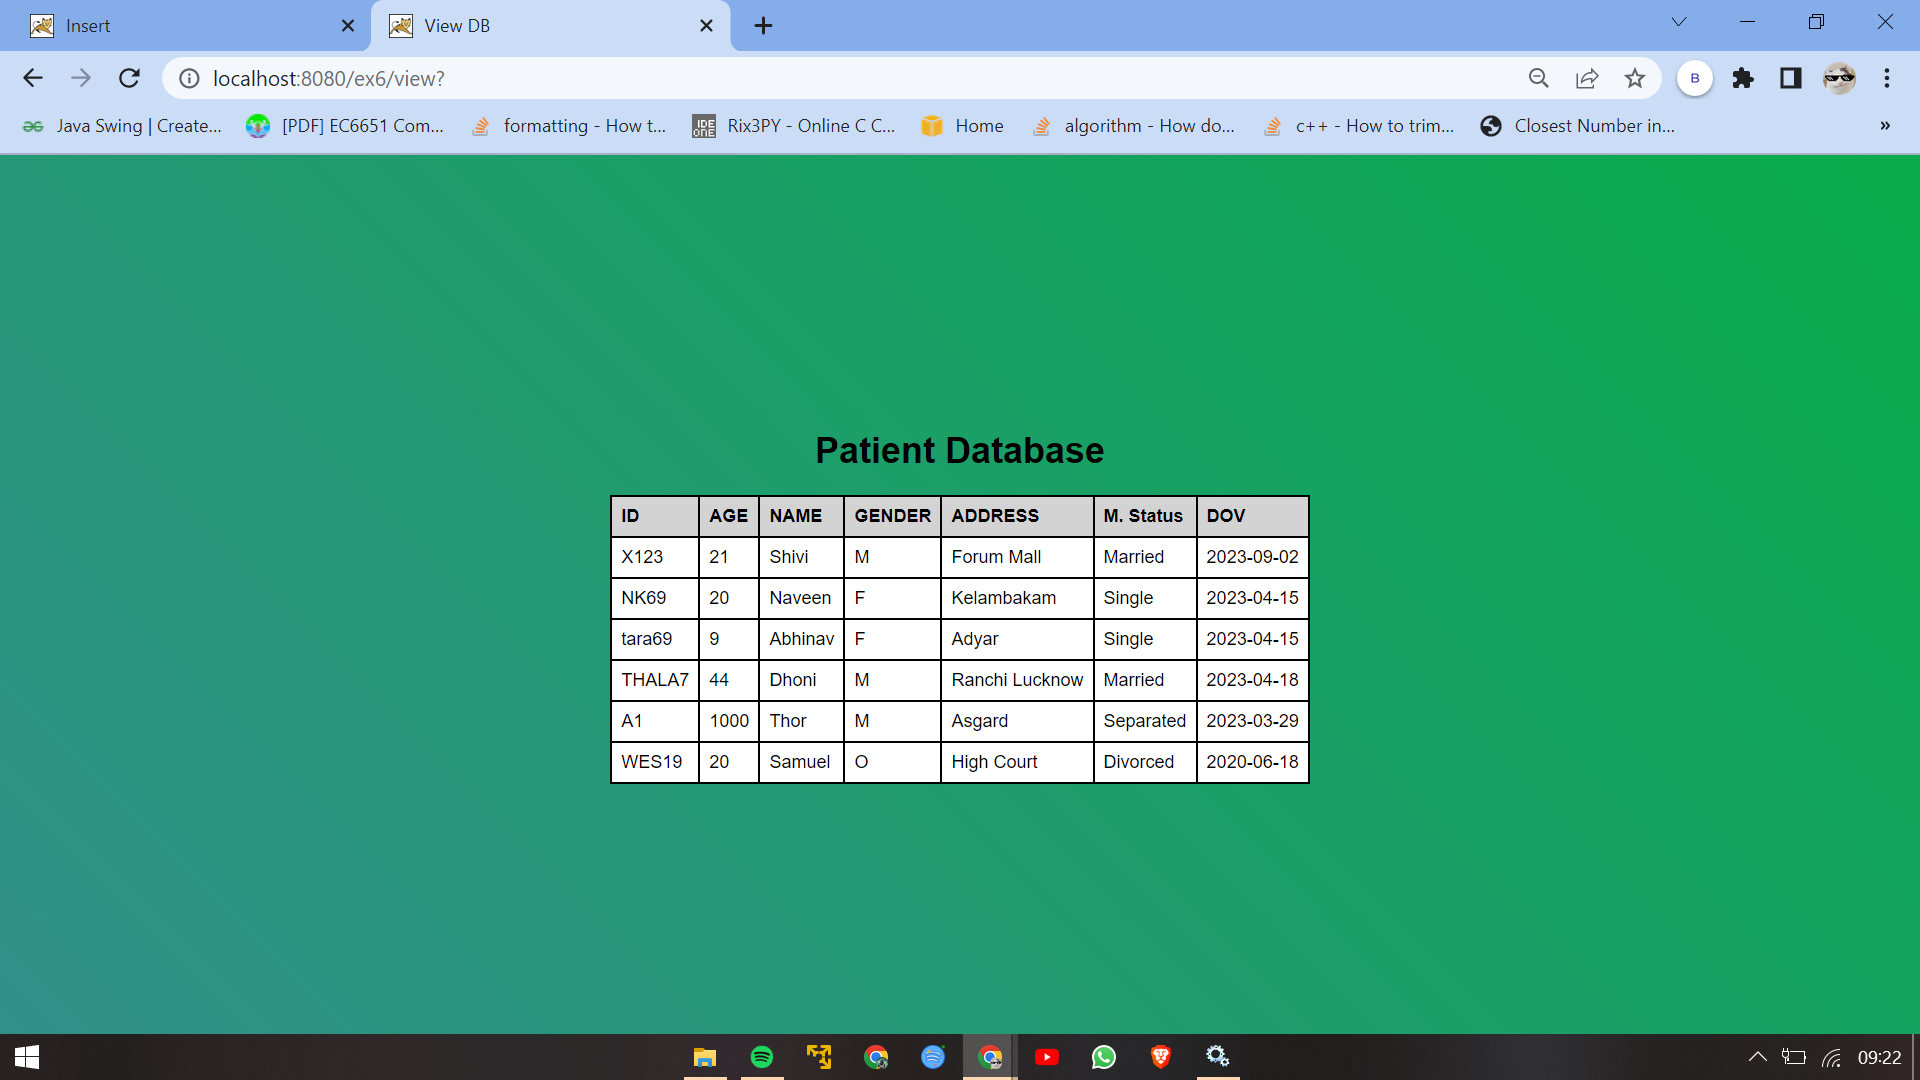 Insert
View DB
localhost:8080/ex6/view?
B
Java Swing | Create...
[PDF] EC6651 Com...
formatting - How t...
IDE ONE
Rix3PY - Online C C...
Home
algorithm - How do...
c++ - How to trim...
Closest Number in...
»
Patient Database
ID AGE NAME GENDER ADDRESS M. Status DOV
X123 21 Shivi M Forum Mall Married 2023-09-02
NK69 20 Naveen F Kelambakam Single 2023-04-15
tara69 9 Abhinav F Adyar Single 2023-04-15
THALA7 44 Dhoni M Ranchi Lucknow Married 2023-04-18
A1 1000 Thor M Asgard Separated 2023-03-29
WES19 20 Samuel O High Court Divorced 2020-06-18
09:22